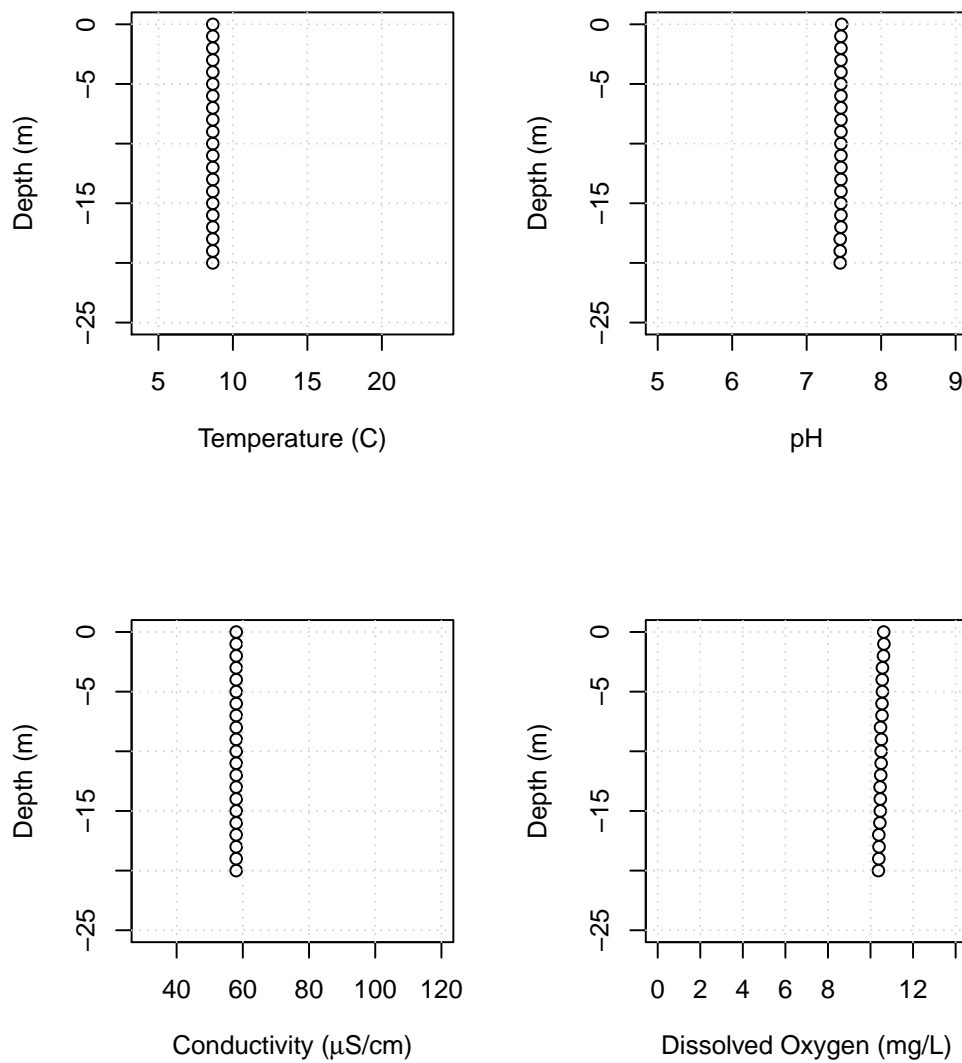 0
−5
−15
−25
Depth (m)
5 10 15 20
Temperature (C)
0
−5
−15
−25
Depth (m)
5 6 7 8 9
pH
0
−5
−15
−25
Depth (m)
40 60 80 100 120
Conductivity (μS/cm)
0
−5
−15
−25
Depth (m)
0 2 4 6 8 12
Dissolved Oxygen (mg/L)